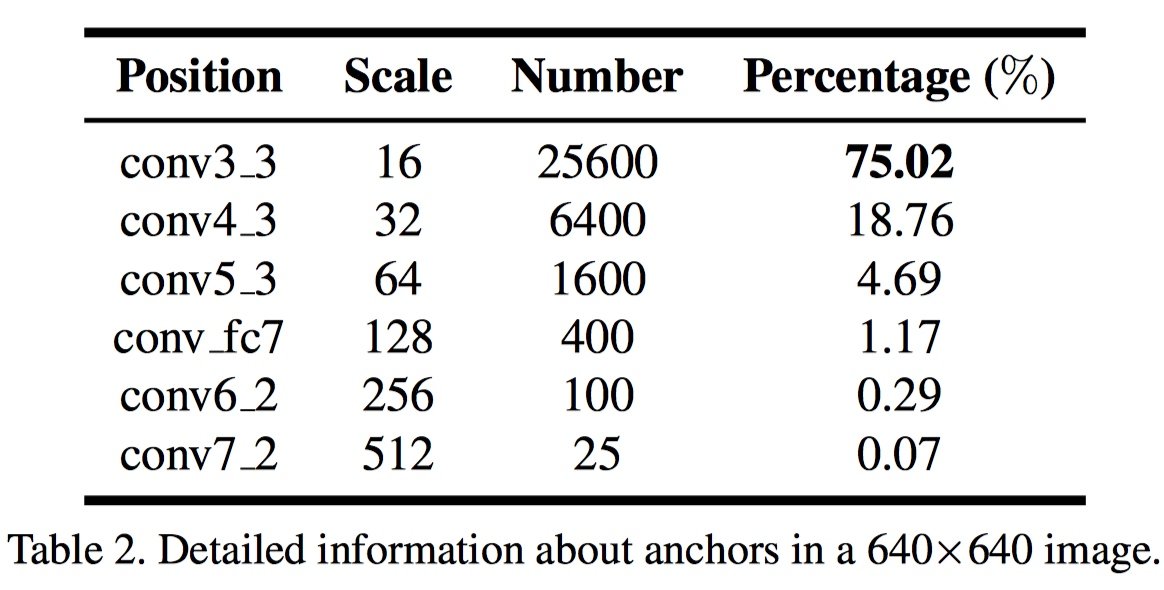 Position Scale Number Percentage (%)
conv3_3 16 25600 75.02
conv4_3 32 6400 18.76
conv5_3 64 1600 4.69
conv_fc7 128 400 1.17
conv6_2 256 100 0.29
conv7_2 512 25 0.07
Table 2. Detailed information about anchors in a 640×640 image.